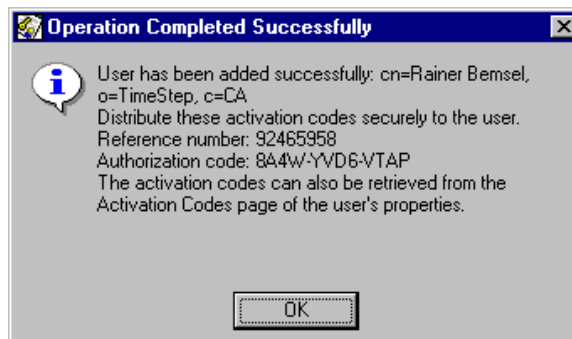 Operation Completed Successfully
User has been added successfully: cn=Rainer Bemsel,
o=TimeStep, c=CA
Distribute these activation codes securely to the user.
Reference number: 92465958
Authorization code: 8A4W-YVD6-VTAP
The activation codes can also be retrieved from the
Activation Codes page of the user's properties.
OK